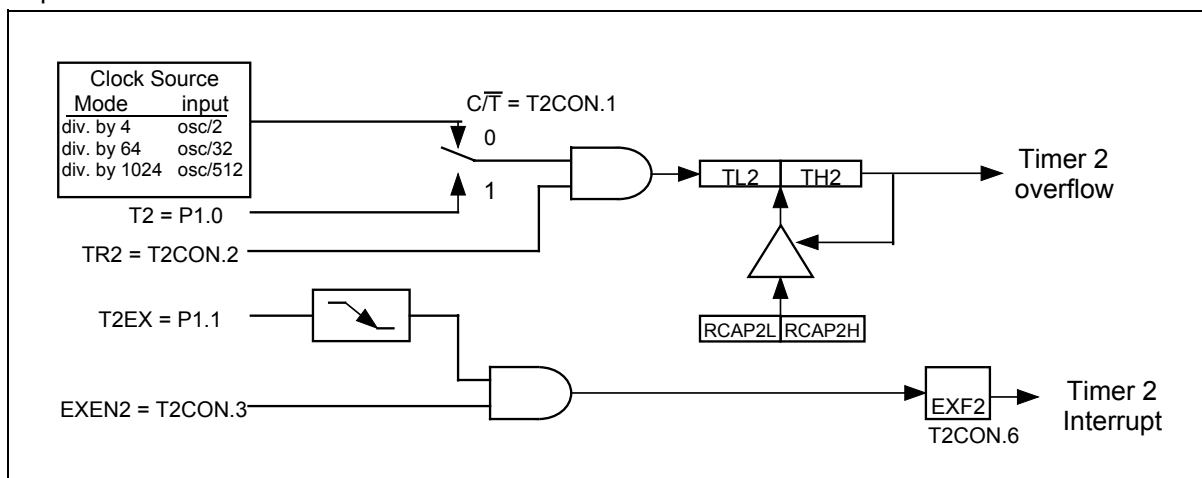 Clock Source
Mode input
div. by 4 osc/2
div. by 64 osc/32
div. by 1024 osc/512
C/T̅ = T2CON.1
0
1
T2 = P1.0
TR2 = T2CON.2
TL2 TH2
Timer 2
overflow
T2EX = P1.1
RCAP2L RCAP2H
EXEN2 = T2CON.3
EXF2
T2CON.6
Timer 2
Interrupt